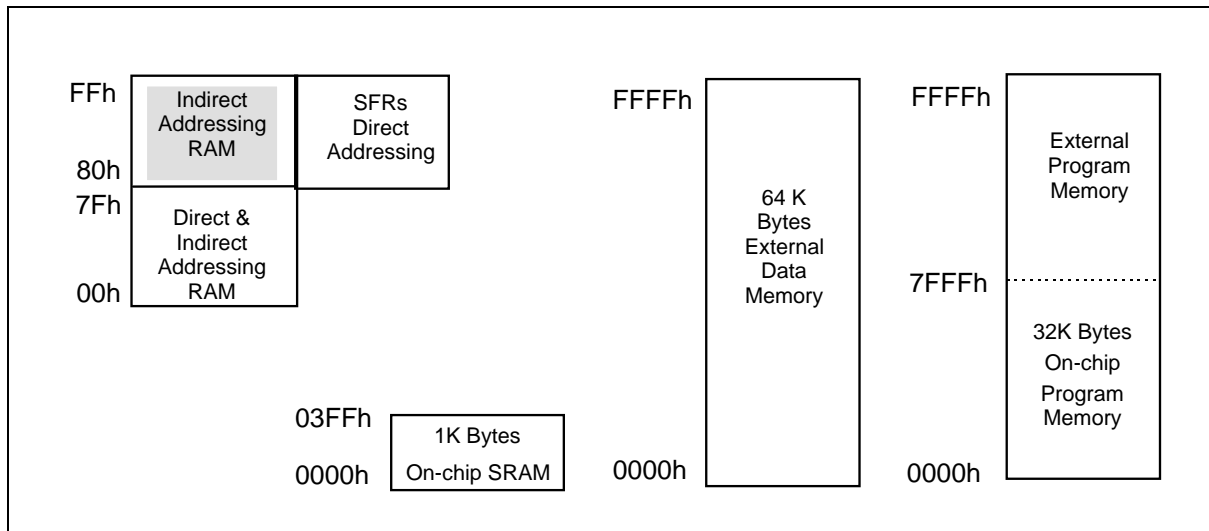 FFh
Indirect
Addressing
RAM
80h
SFRs
Direct
Addressing
7Fh
Direct &
Indirect
Addressing
RAM
00h
03FFh
1K Bytes
On-chip SRAM
0000h
FFFFh
64 K
Bytes
External
Data
Memory
0000h
FFFFh
External
Program
Memory
7FFFh
32K Bytes
On-chip
Program
Memory
0000h